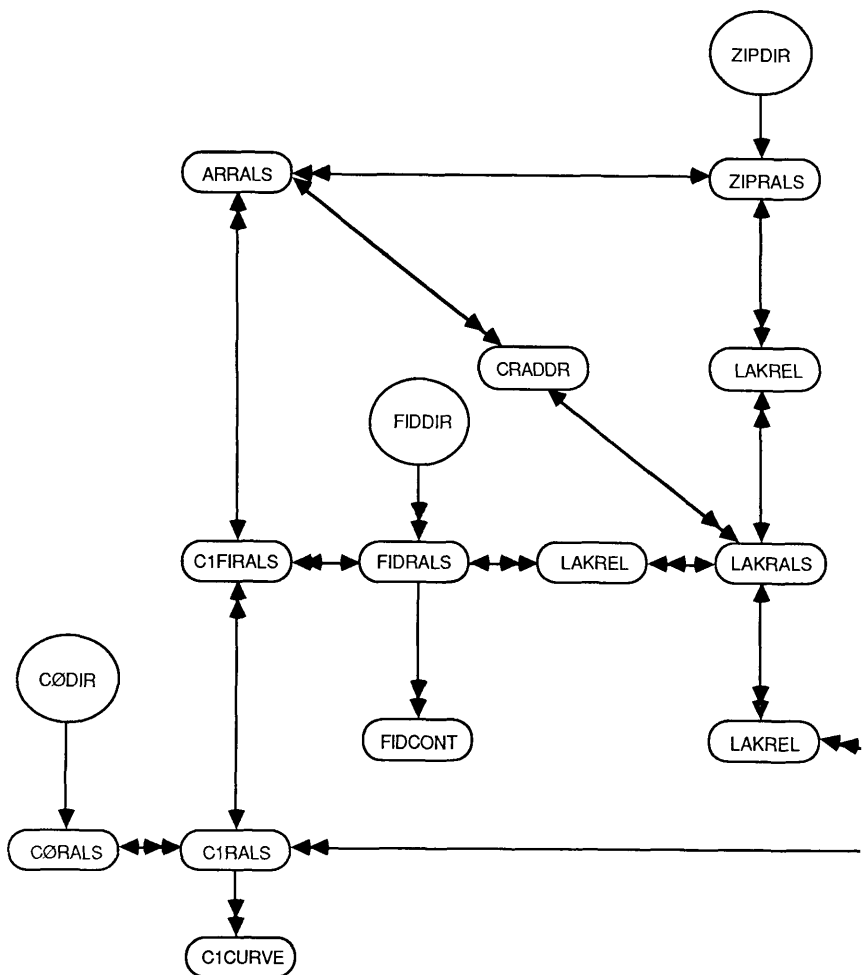 ZIPDIR
ARRALS
ZIPRALS
CRADDR
LAKREL
FIDDIR
C1FIRALS
FIDRALS
LAKREL
LAKRALS
CØDIR
FIDCONT
LAKREL
CØRALS
C1RALS
C1CURVE